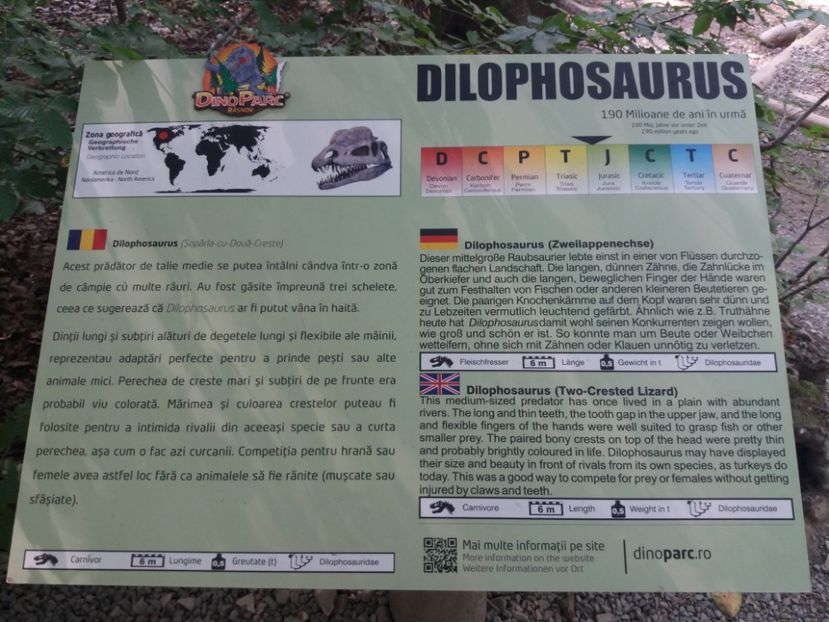 DINOPARC
RÂȘNOV
DILOPHOSAURUS
190 Milioane de ani în urmă
190 Mio. Jahre vor unser Zeit
190 million years ago
Zona geografică
Geographische
Verbreitung
Geographic Location
America de Nord
Nordamerika - North America
D C P T J C T C
Devonian Carbonifer Permian Triasic Jurasic Cretacic Tertiar Cuaternar
Devon Karbon Perm Trias Jura Kreide Tertiär Quartär
Devonian Carboniferous Permian Triassic Jurassic Cretaceous Tertiary Quaternary
Dilophosaurus (Șopârla-cu-Două-Creste)
Acest prădător de talie medie se putea întâlni cândva într-o zonă
de câmpie cu multe râuri. Au fost găsite împreună trei schelete,
ceea ce sugerează că Dilophosaurus ar fi putut vâna în haită.
Dinții lungi și subțiri alături de degetele lungi și flexibile ale mâinii,
reprezentau adaptări perfecte pentru a prinde pești sau alte
animale mici. Perechea de creste mari și subțiri de pe frunte era
probabil viu colorată. Mărimea și culoarea crestelor puteau fi
folosite pentru a intimida rivalii din aceeași specie sau a curta
perechea, așa cum o fac azi curcanii. Competiția pentru hrană sau
femele avea astfel loc fără ca animalele să fie rănite (mușcate sau
sfâșiate).
Carnivor 6 m Lungime 0,5 Greutate (t) Dilophosauridae
Dilophosaurus (Zweilappenechse)
Dieser mittelgroße Raubsaurier lebte einst in einer von Flüssen durchzo-
genen flachen Landschaft. Die langen, dünnen Zähne, die Zahnlücke im
Oberkiefer und auch die langen, beweglichen Finger der Hände waren
gut zum Festhalten von Fischen oder anderen kleineren Beutetieren ge-
eignet. Die paarigen Knochenkämme auf dem Kopf waren sehr dünn und
zu Lebzeiten vermutlich leuchtend gefärbt. Ähnlich wie z.B. Truthähne
heute hat Dilophosaurus damit wohl seinen Konkurrenten zeigen wollen,
wie groß und schön er ist. So konnte man um Beute oder Weibchen
wetteifern, ohne sich mit Zähnen oder Klauen unnötig zu verletzen.
Fleischfresser 6 m Länge 0,5 Gewicht in t Dilophosauridae
Dilophosaurus (Two-Crested Lizard)
This medium-sized predator has once lived in a plain with abundant
rivers. The long and thin teeth, the tooth gap in the upper jaw, and the long
and flexible fingers of the hands were well suited to grasp fish or other
smaller prey. The paired bony crests on top of the head were pretty thin
and probably brightly coloured in life. Dilophosaurus may have displayed
their size and beauty in front of rivals from its own species, as turkeys do
today. This was a good way to compete for prey or females without getting
injured by claws and teeth.
Carnivore 6 m Length 0,5 Weight in t Dilophosauridae
Mai multe informații pe site
More information on the website
Weitere Informationen vor Ort
dinoparc.ro